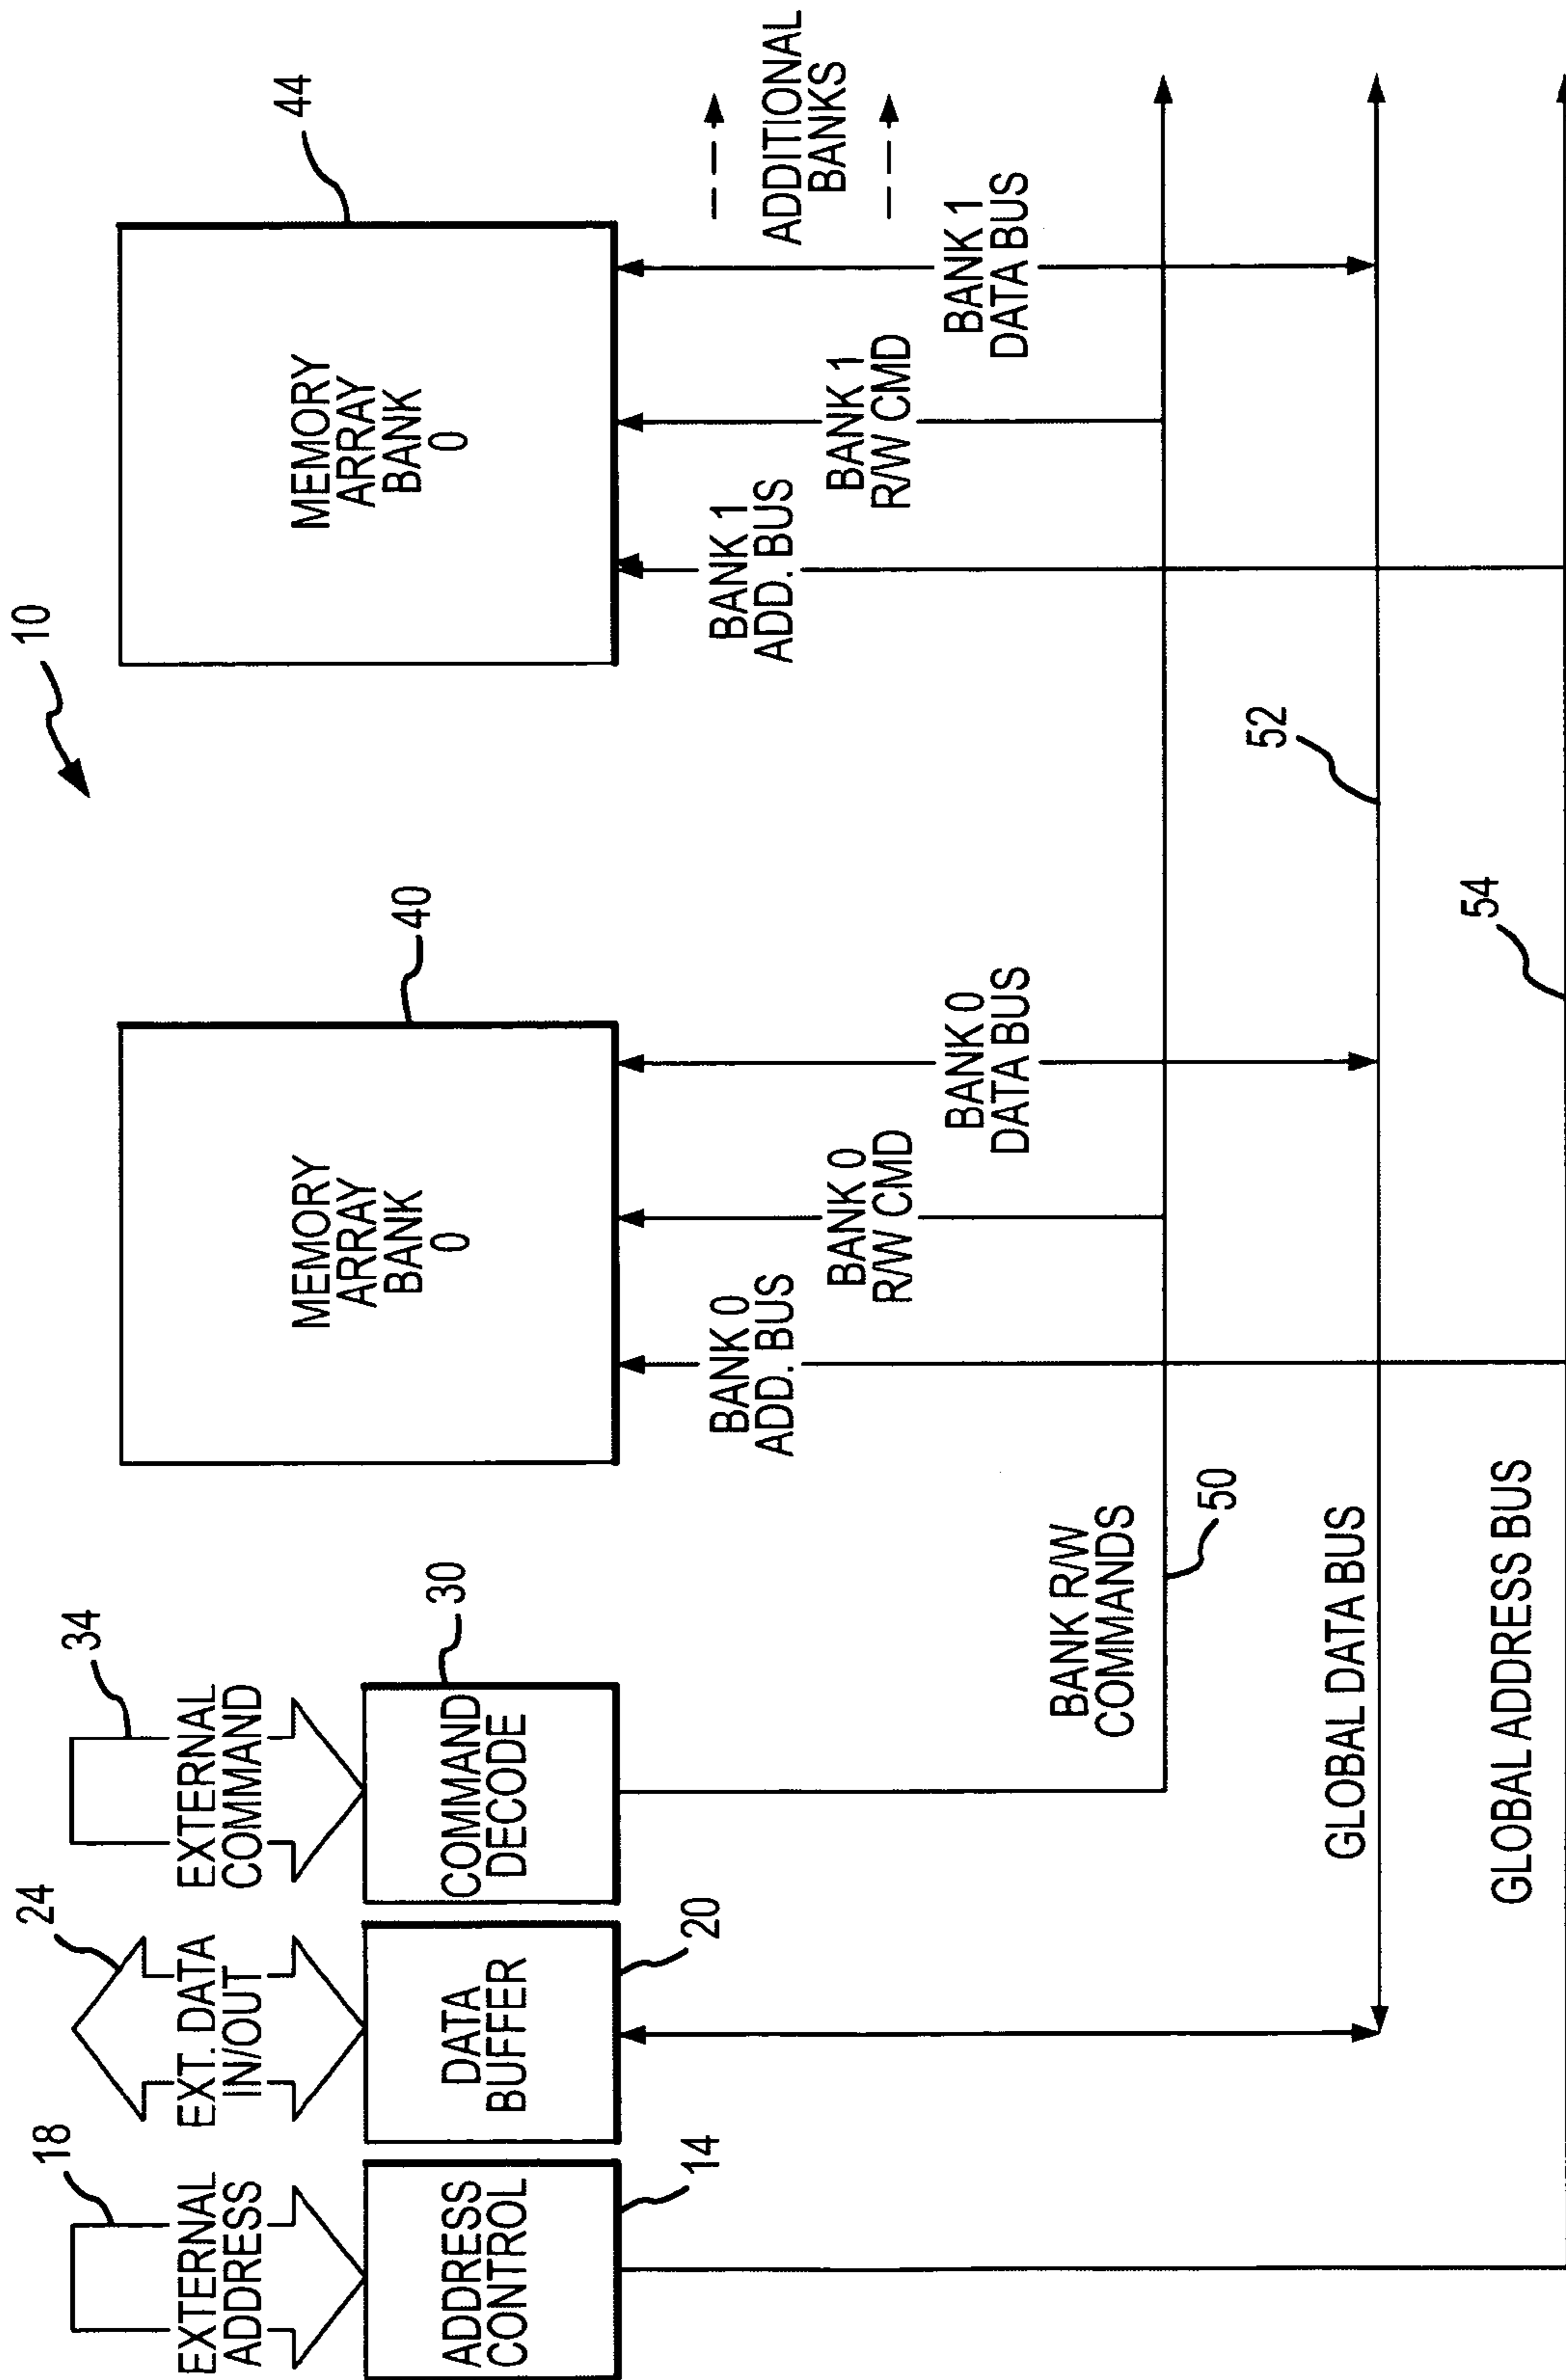 10
18
EXTERNAL
ADDRESS
24
EXT. DATA
IN/OUT
34
EXTERNAL
COMMAND
ADDRESS
CONTROL
14
DATA
BUFFER
20
COMMAND
DECODE
30
MEMORY
ARRAY
BANK
0
40
MEMORY
ARRAY
BANK
0
44
BANK 0
ADD. BUS
BANK 0
R/W CMD
BANK 0
DATA BUS
BANK 1
ADD. BUS
BANK 1
R/W CMD
BANK 1
DATA BUS
ADDITIONAL
BANKS
BANK R/W
COMMANDS
50
GLOBAL DATA BUS
52
GLOBAL ADDRESS BUS
54